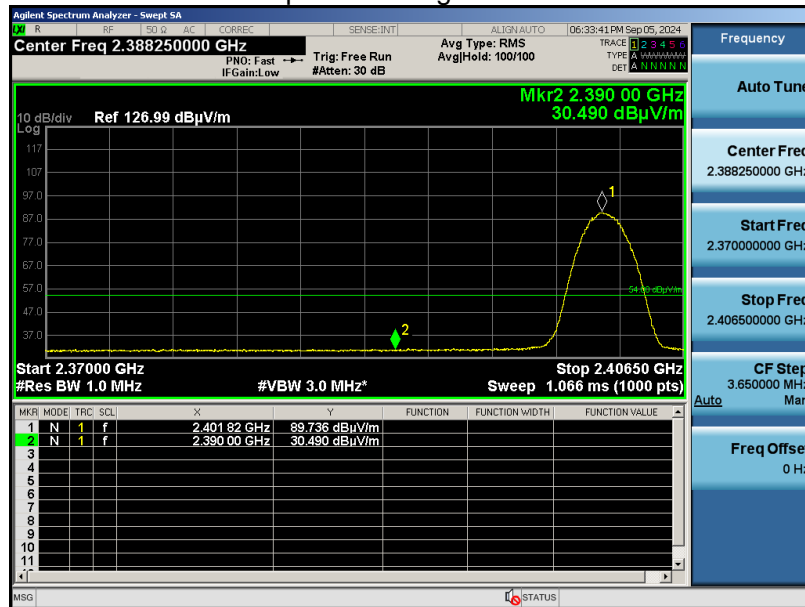 Agilent Spectrum Analyzer - Swept SA
LXI R RF 50 Ω AC CORREC SENSE:INT ALIGN AUTO 06:33:41 PM Sep 05, 2024
Center Freq 2.388250000 GHz Avg Type: RMS TRACE 1 2 3 4 5 6
PNO: Fast Trig: Free Run Avg|Hold: 100/100 TYPE A WWWWW
IFGain:Low #Atten: 30 dB DET A N N N N N
Mkr2 2.390 00 GHz
10 dB/div Ref 126.99 dBµV/m 30.490 dBµV/m
Log
117
107
97.0
1
87.0
77.0
67.0
57.0
54.00 dBµV/m
47.0
37.0
2
Start 2.37000 GHz Stop 2.40650 GHz
#Res BW 1.0 MHz #VBW 3.0 MHz* Sweep 1.066 ms (1000 pts)
MKR MODE TRC SCL X Y FUNCTION FUNCTION WIDTH FUNCTION VALUE
1 N 1 f 2.401 82 GHz 89.736 dBµV/m
2 N 1 f 2.390 00 GHz 30.490 dBµV/m
3
4
5
6
7
8
9
10
11
MSG STATUS
Frequency
Auto Tune
Center Freq
2.388250000 GHz
Start Freq
2.370000000 GHz
Stop Freq
2.406500000 GHz
CF Step
3.650000 MHz
Auto Man
Freq Offset
0 Hz